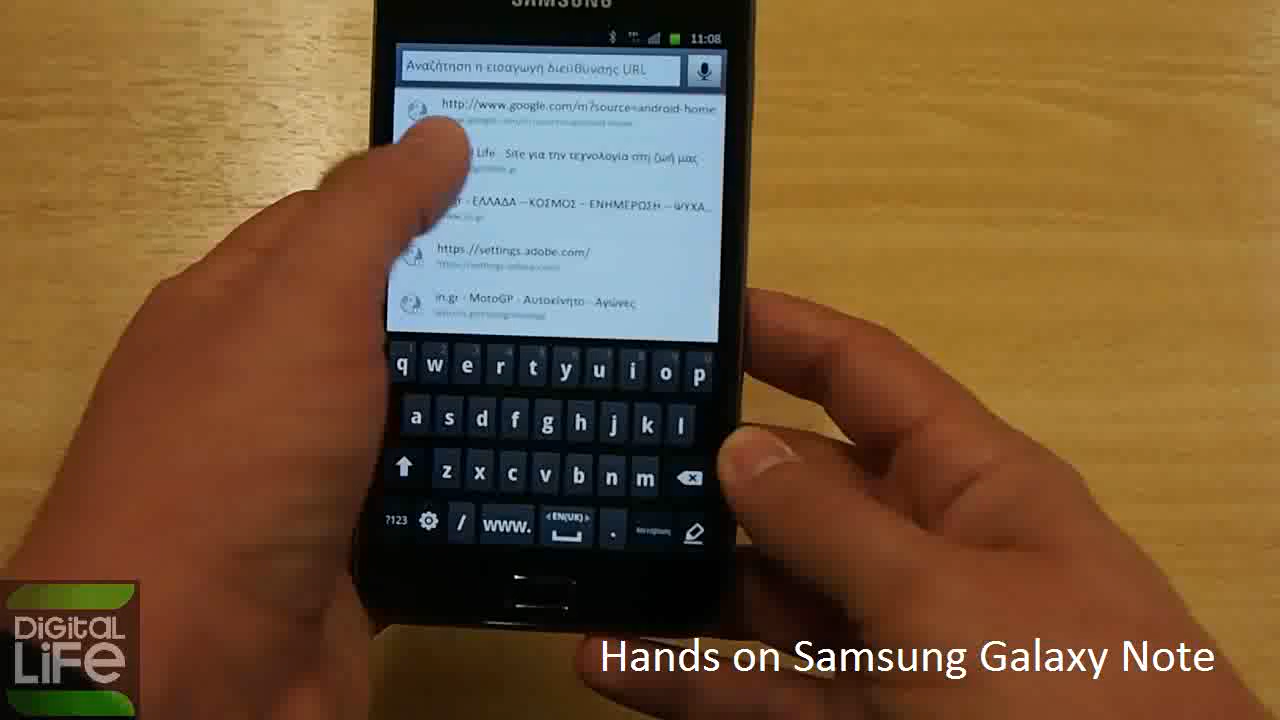 SAMSUNG
11:08
Αναζήτηση ή εισαγωγή διεύθυνσης URL
http://www.google.com/m?source=android-home
Life - Site για την τεχνολογία στη ζωή μας
.gr - ΕΛΛΑΔΑ – ΚΟΣΜΟΣ – ΕΝΗΜΕΡΩΣΗ – ΨΥΧΑ..
https://settings.adobe.com/
in.gr - MotoGP - Αυτοκίνητο - Αγώνες
q w e r t y u i o p
a s d f g h j k l
z x c v b n m
?123 / www. EN(UK) .
DiGitaL
LiFe
Hands on Samsung Galaxy Note